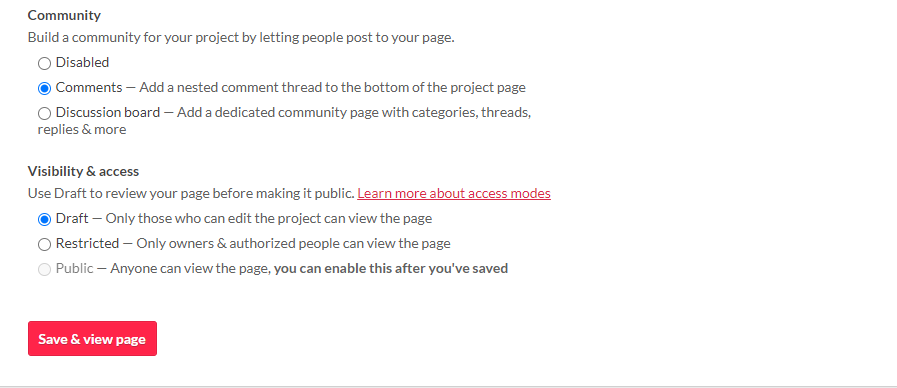 Community
Build a community for your project by letting people post to your page.
Disabled
Comments — Add a nested comment thread to the bottom of the project page
Discussion board — Add a dedicated community page with categories, threads,
replies & more
Visibility & access
Use Draft to review your page before making it public. Learn more about access modes
Draft — Only those who can edit the project can view the page
Restricted — Only owners & authorized people can view the page
Public — Anyone can view the page, you can enable this after you've saved
Save & view page